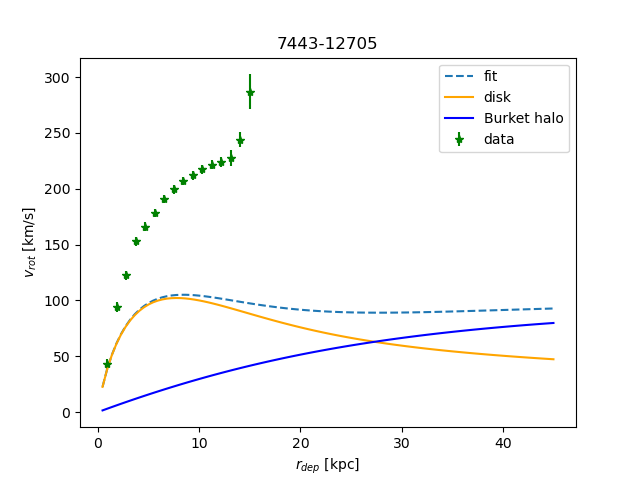 7443-12705
300
250
200
150
100
50
0
v_rot [km/s]
fit
disk
Burket halo
data
0 10 20 30 40
r_dep [kpc]